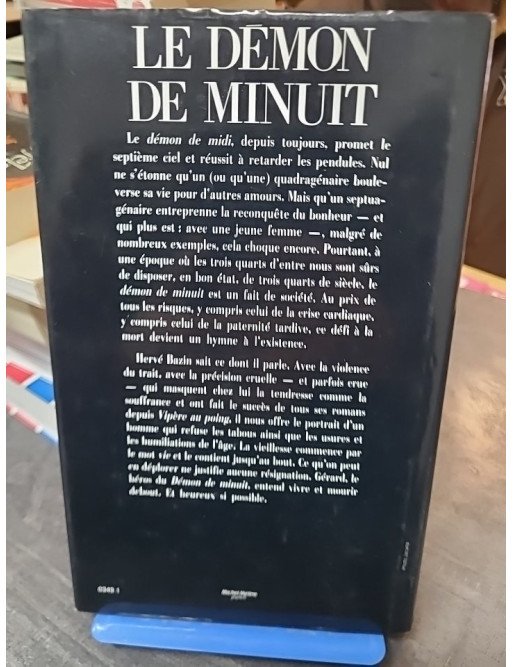 LE DÉMON
DE MINUIT
Le démon de midi, depuis toujours, promet le
septième ciel et réussit à retarder les pendules. Nul
ne s'étonne qu'un (ou qu'une) quadragénaire boule-
verse sa vie pour d'autres amours. Mais qu'un septua-
génaire entreprenne la reconquête du bonheur — et
qui plus est : avec une jeune femme —, malgré de
nombreux exemples, cela choque encore. Pourtant, à
une époque où les trois quarts d'entre nous sont sûrs
de disposer, en bon état, de trois quarts de siècle, le
démon de minuit est un fait de société. Au prix de
tous les risques, y compris celui de la crise cardiaque,
y compris celui de la paternité tardive, ce défi à la
mort devient un hymne à l'existence.
Hervé Bazin sait ce dont il parle. Avec la violence
du trait, avec la précision cruelle — et parfois crue
— qui masquent chez lui la tendresse comme la
souffrance et ont fait le succès de tous ses romans
depuis Vipère au poing, il nous offre le portrait d'un
homme qui refuse les tabous ainsi que les usures et
les humiliations de l'âge. La vieillesse commence par
le mot vie et le contient jusqu'au bout. Ce qu'on peut
en déplorer ne justifie aucune résignation. Gérard, le
héros du Démon de minuit, entend vivre et mourir
debout. Et heureux si possible.